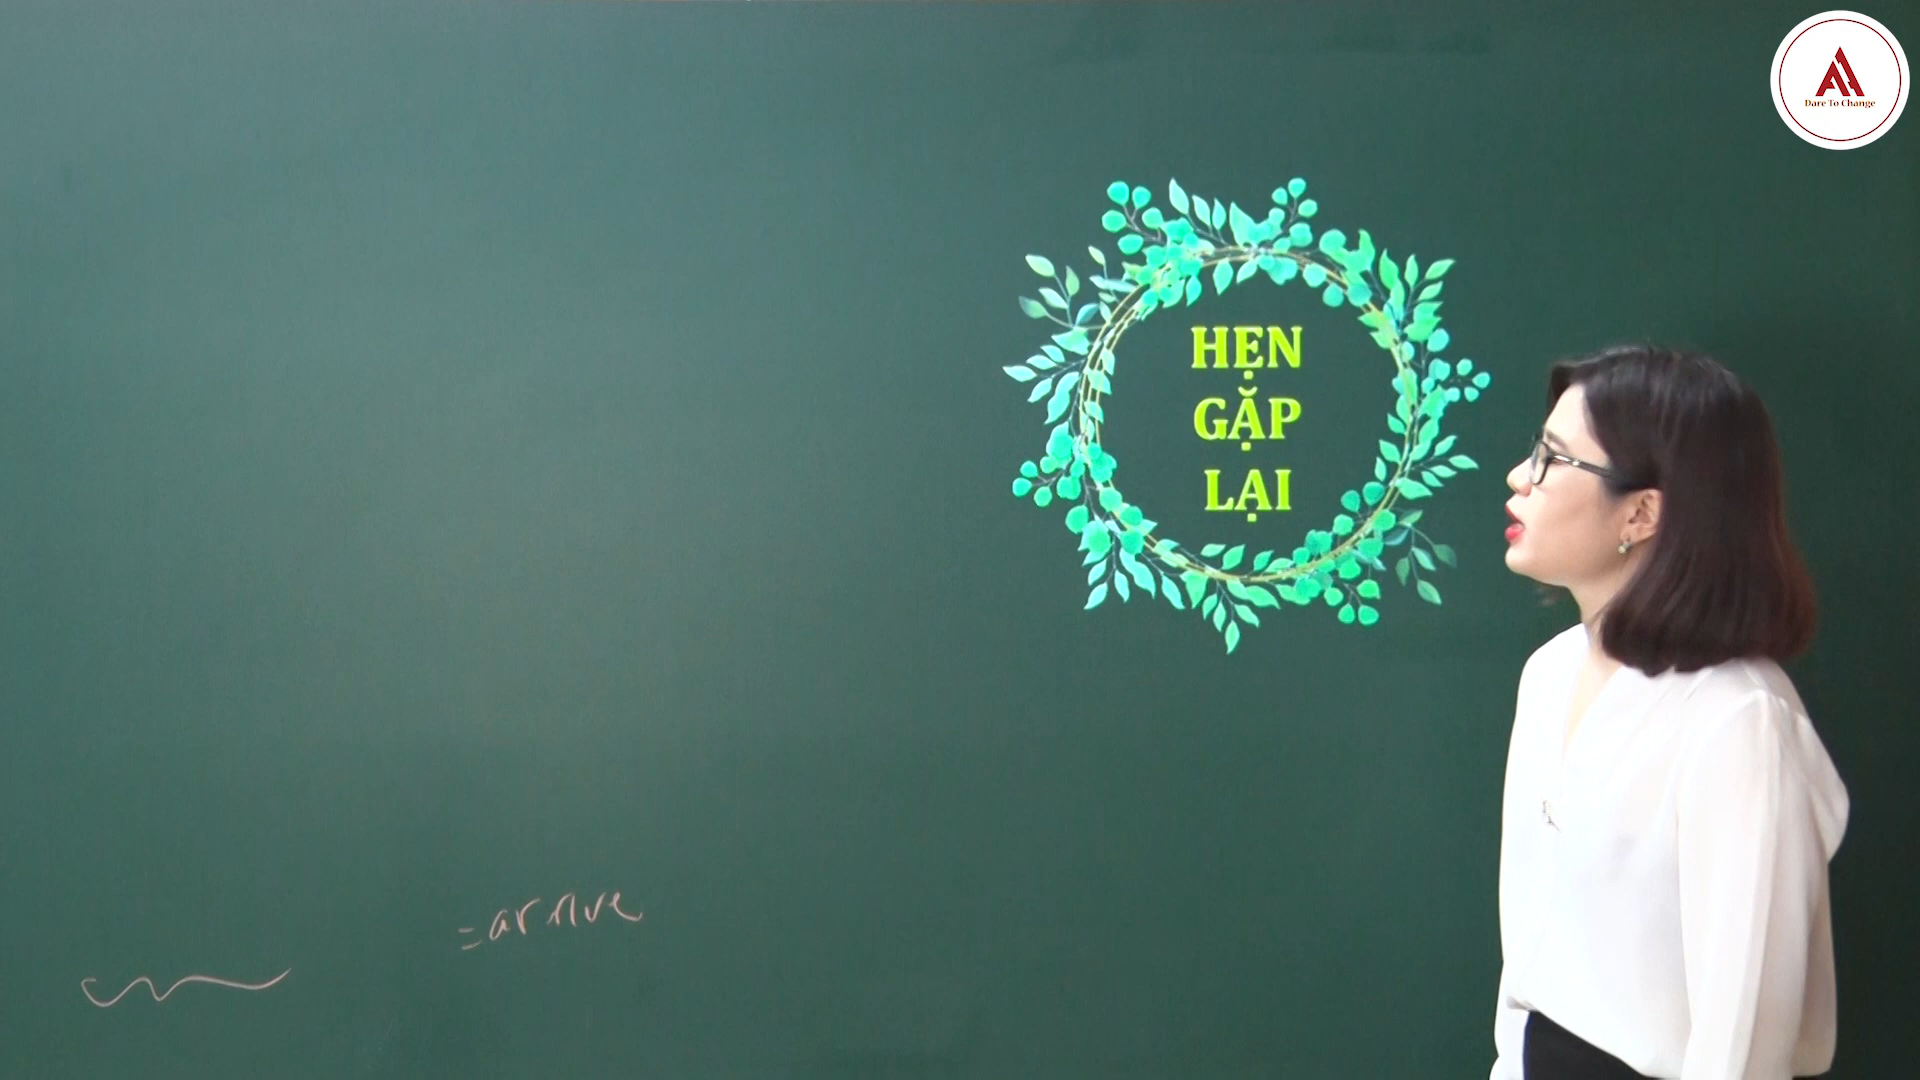 Dare To Change
HẸN
GẶP
LẠI
= arrive